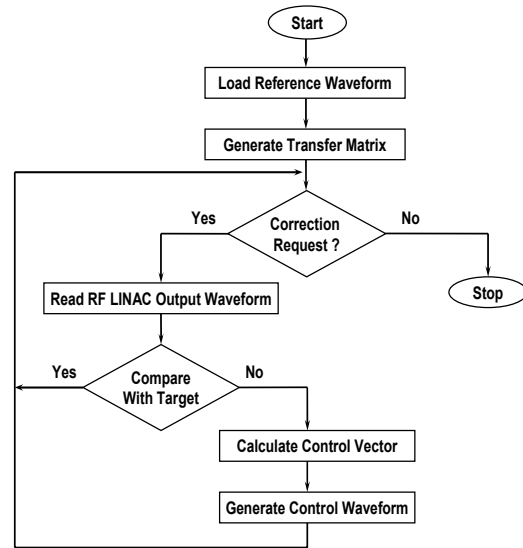 Start
Load Reference Waveform
Generate Transfer Matrix
Yes
Correction
Request ?
No
Read RF LINAC Output Waveform
Stop
Yes
Compare
With Target
No
Calculate Control Vector
Generate Control Waveform